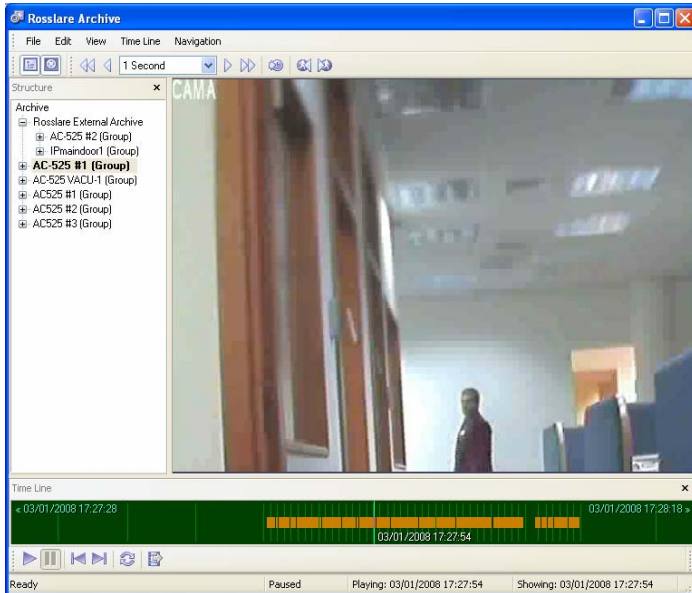 Rosslare Archive
File Edit View Time Line Navigation
1 Second
Structure
CAMA
Archive
Rosslare External Archive
AC-525 #2 (Group)
IPmaindoor1 (Group)
AC-525 #1 (Group)
AC-525 VACU-1 (Group)
AC525 #1 (Group)
AC525 #2 (Group)
AC525 #3 (Group)
Time Line
« 03/01/2008 17:27:28 03/01/2008 17:28:18 »
03/01/2008 17:27:54
Ready Paused Playing: 03/01/2008 17:27:54 Showing: 03/01/2008 17:27:54